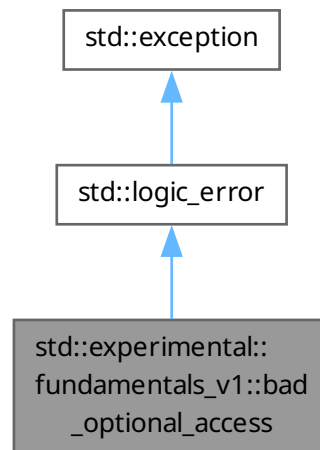 std::exception
std::logic_error
std::experimental::
fundamentals_v1::bad
_optional_access